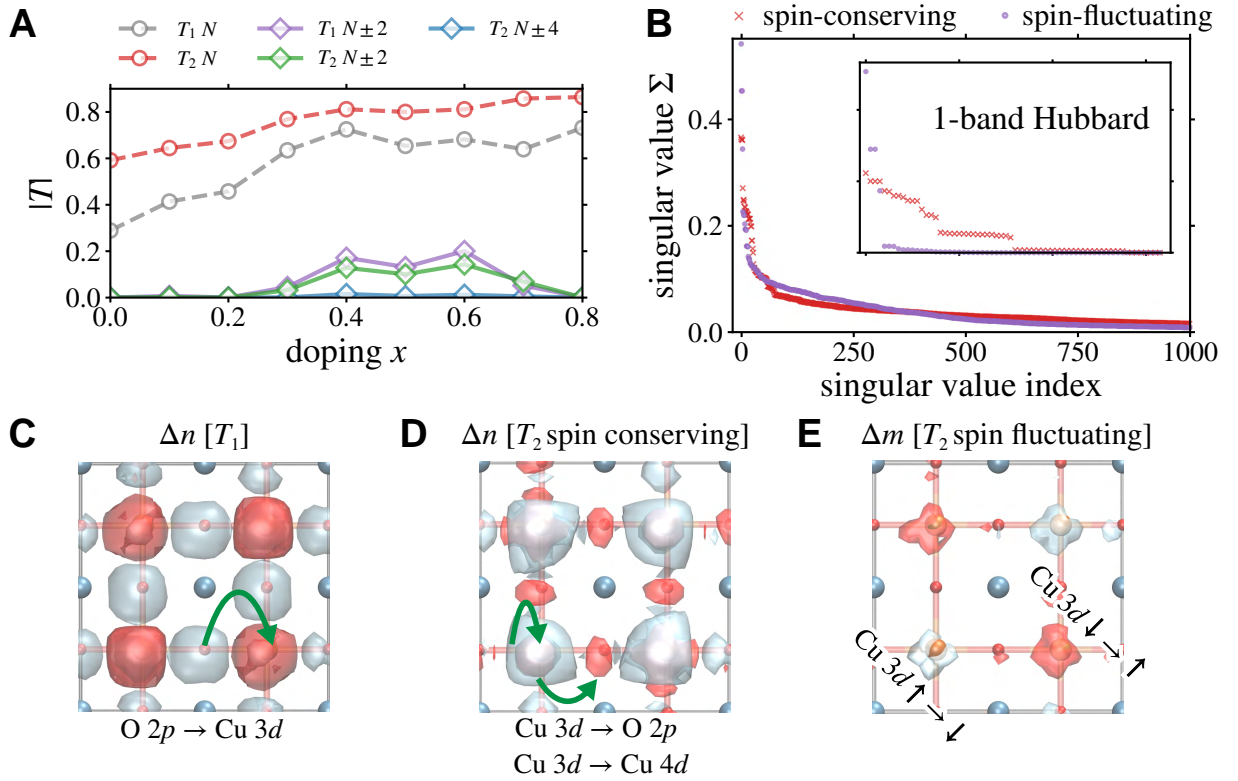 A
T₁ N
T₁ N±2
T₂ N±4
T₂ N
T₂ N±2
|T|
0.8
0.6
0.4
0.2
0.0
0.0
0.2
0.4
0.6
0.8
doping x
B
spin-conserving
spin-fluctuating
singular value Σ
0.4
0.2
0.0
1-band Hubbard
0
250
500
750
1000
singular value index
C
Δn [T₁]
O 2p → Cu 3d
D
Δn [T₂ spin conserving]
Cu 3d → O 2p
Cu 3d → Cu 4d
E
Δm [T₂ spin fluctuating]
Cu 3d ↓ → ↑
Cu 3d ↑ → ↓